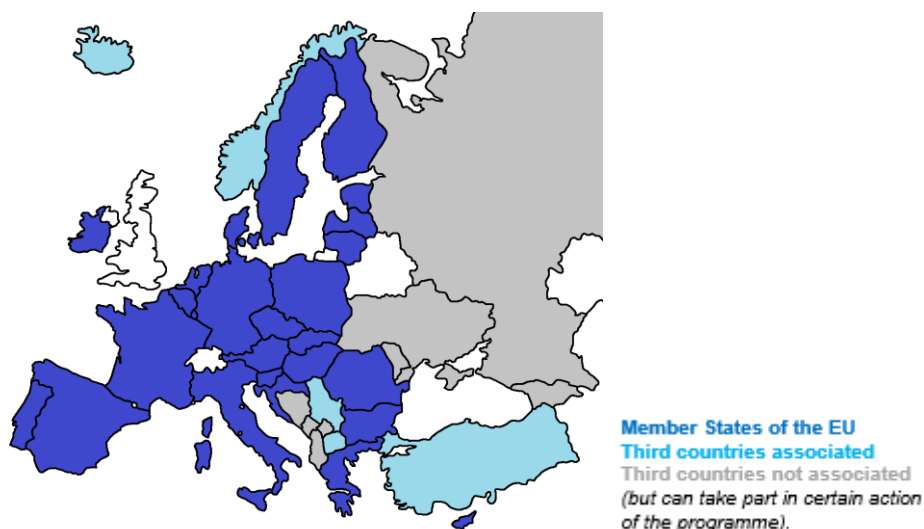 Member States of the EU
Third countries associated
Third countries not associated
(but can take part in certain action
of the programme).